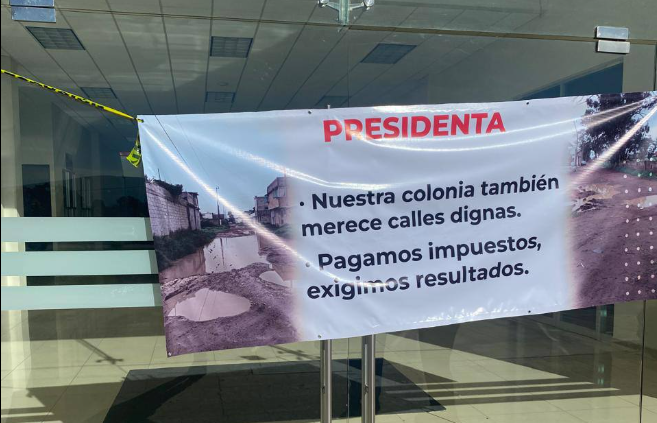 PRESIDENTA
· Nuestra colonia también
merece calles dignas.
· Pagamos impuestos,
exigimos resultados.